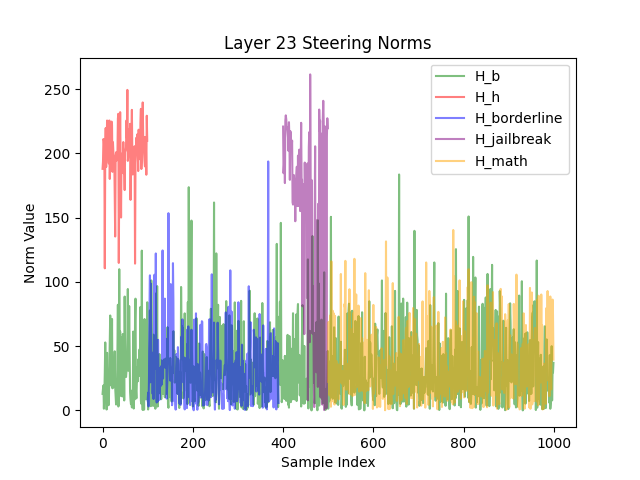 Layer 23 Steering Norms
H_b
H_h
H_borderline
H_jailbreak
H_math
Norm Value
250
200
150
100
50
0
0
200
400
600
800
1000
Sample Index